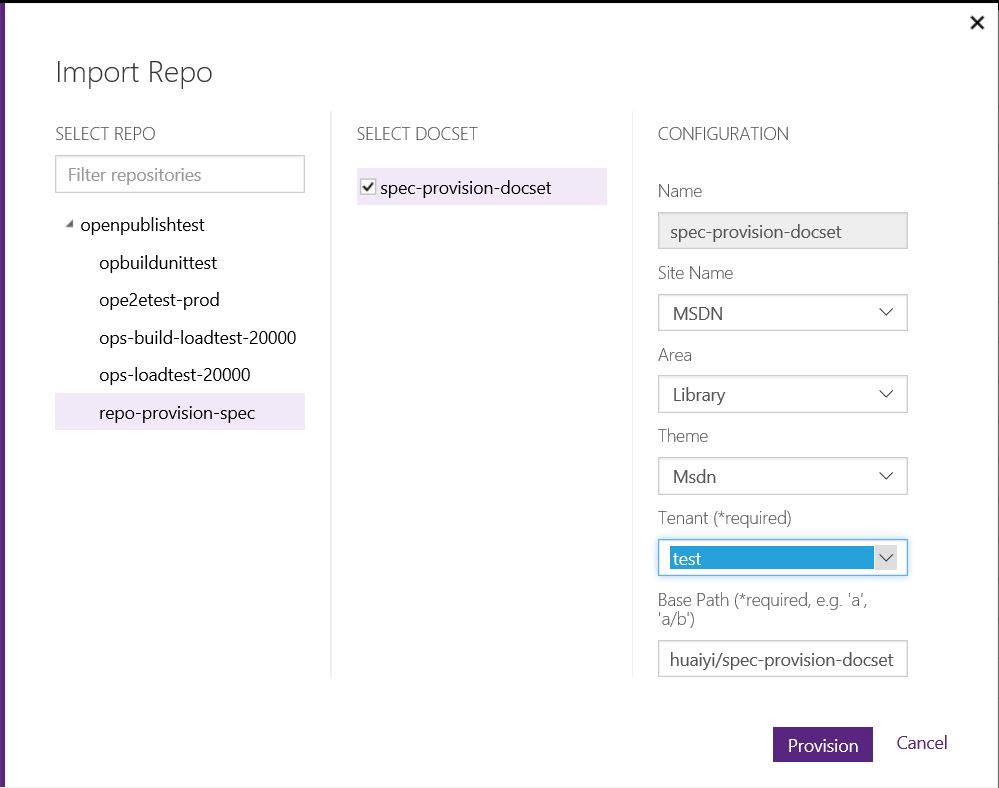 Import Repo
SELECT REPO
Filter repositories
openpublishtest
opbuildunittest
ope2etest-prod
ops-build-loadtest-20000
ops-loadtest-20000
repo-provision-spec
SELECT DOCSET
spec-provision-docset
CONFIGURATION
Name
spec-provision-docset
Site Name
MSDN
Area
Library
Theme
Msdn
Tenant (*required)
test
Base Path (*required, e.g. 'a',
'a/b')
huaiyi/spec-provision-docset
Provision
Cancel